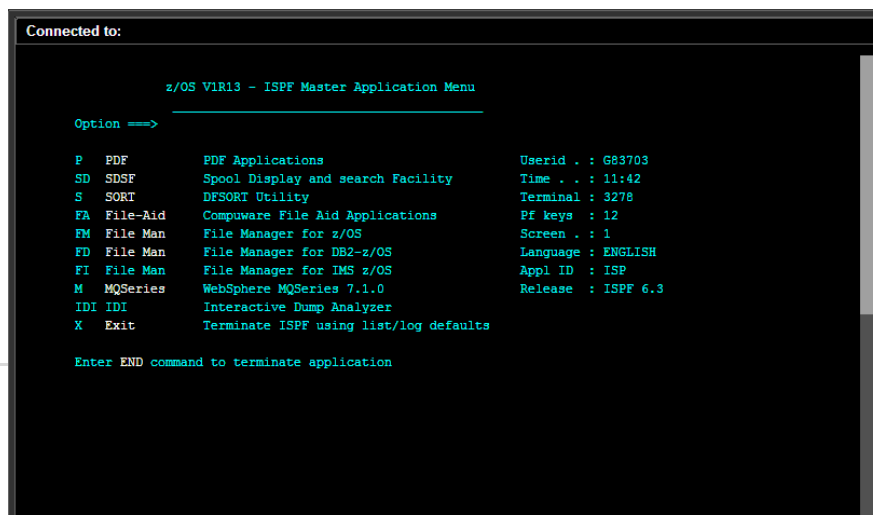 Connected to:
z/OS V1R13 - ISPF Master Application Menu
Option ===>
P PDF PDF Applications Userid . : G83703
SD SDSF Spool Display and search Facility Time . . : 11:42
S SORT DFSORT Utility Terminal : 3278
FA File-Aid Compuware File Aid Applications Pf keys : 12
FM File Man File Manager for z/OS Screen . : 1
FD File Man File Manager for DB2-z/OS Language : ENGLISH
FI File Man File Manager for IMS z/OS Appl ID : ISP
M MQSeries WebSphere MQSeries 7.1.0 Release : ISPF 6.3
IDI IDI Interactive Dump Analyzer
X Exit Terminate ISPF using list/log defaults
Enter END command to terminate application